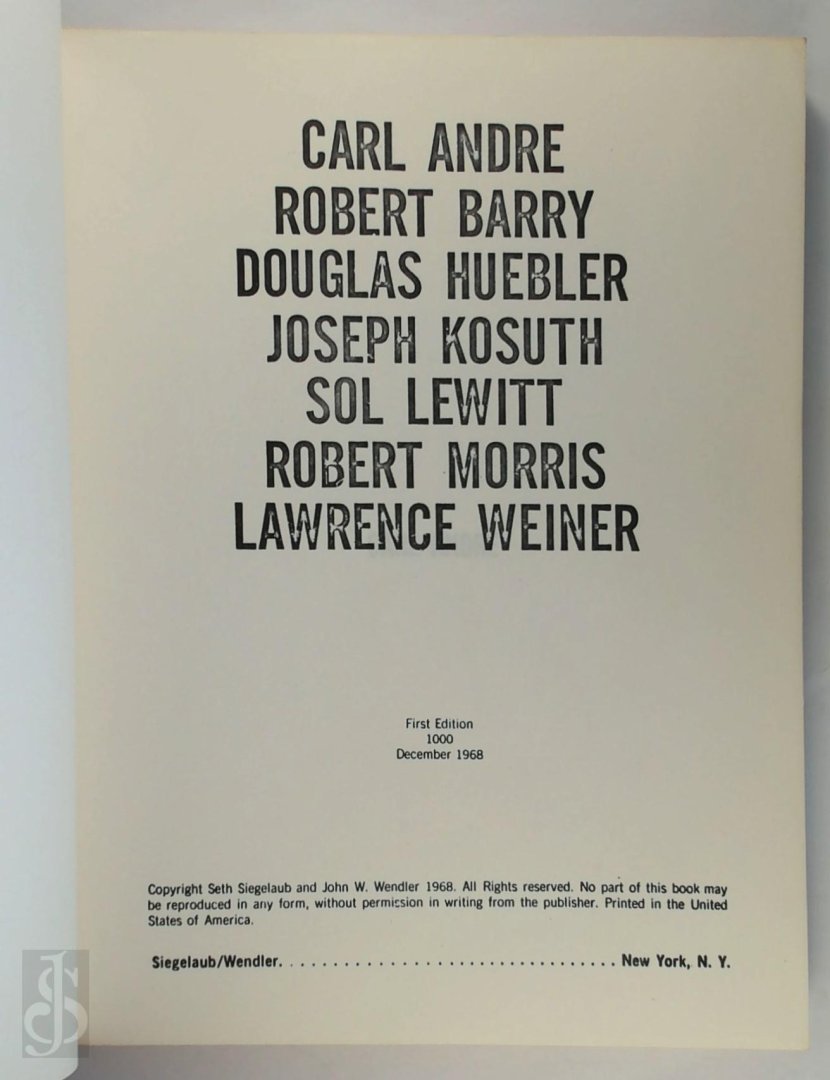 CARL ANDRE
ROBERT BARRY
DOUGLAS HUEBLER
JOSEPH KOSUTH
SOL LEWITT
ROBERT MORRIS
LAWRENCE WEINER
First Edition
1000
December 1968
Copyright Seth Siegelaub and John W. Wendler 1968. All Rights reserved. No part of this book may
be reproduced in any form, without permission in writing from the publisher. Printed in the United
States of America.
Siegelaub/Wendler. . . . . . . . . . . . . . . . . . . . . . . . . . . . . . . . New York, N. Y.